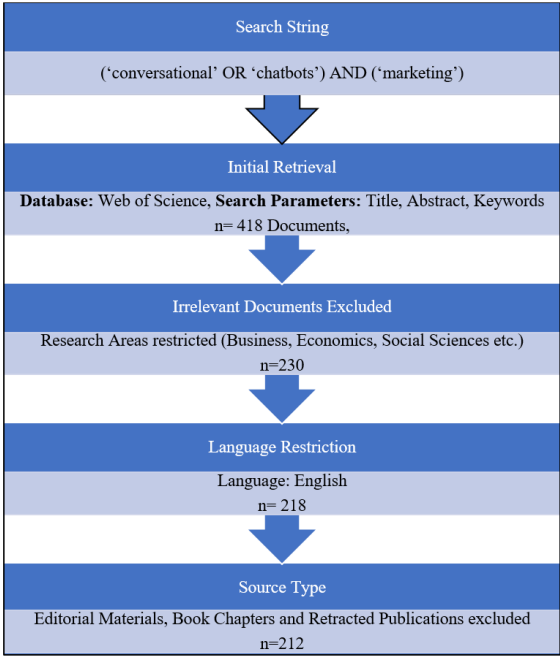 Search String
(‘conversational’ OR ‘chatbots’) AND (‘marketing’)
Initial Retrieval
Database: Web of Science, Search Parameters: Title, Abstract, Keywords
n= 418 Documents,
Irrelevant Documents Excluded
Research Areas restricted (Business, Economics, Social Sciences etc.)
n=230
Language Restriction
Language: English
n= 218
Source Type
Editorial Materials, Book Chapters and Retracted Publications excluded
n=212